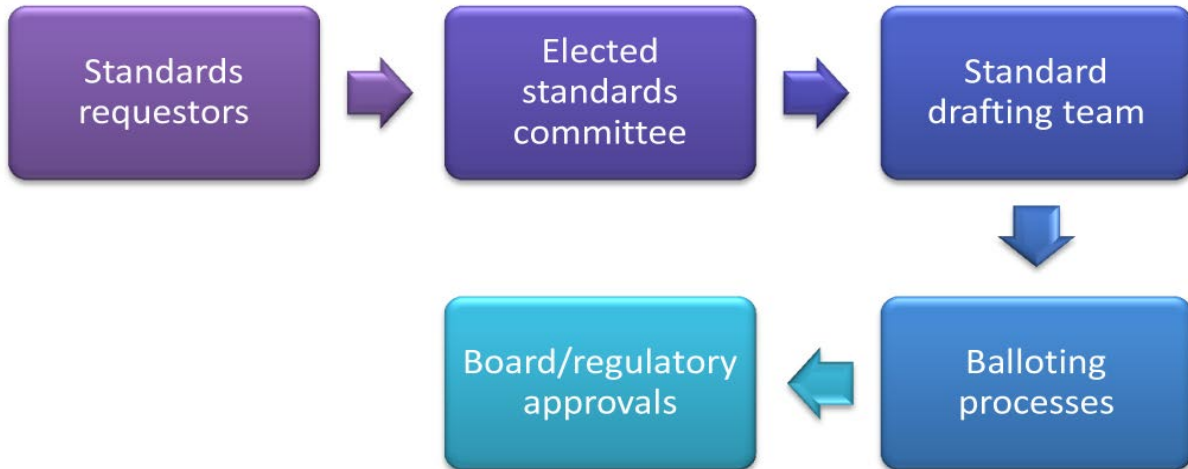 Standards
requestors
Elected
standards
committee
Standard
drafting team
Balloting
processes
Board/regulatory
approvals